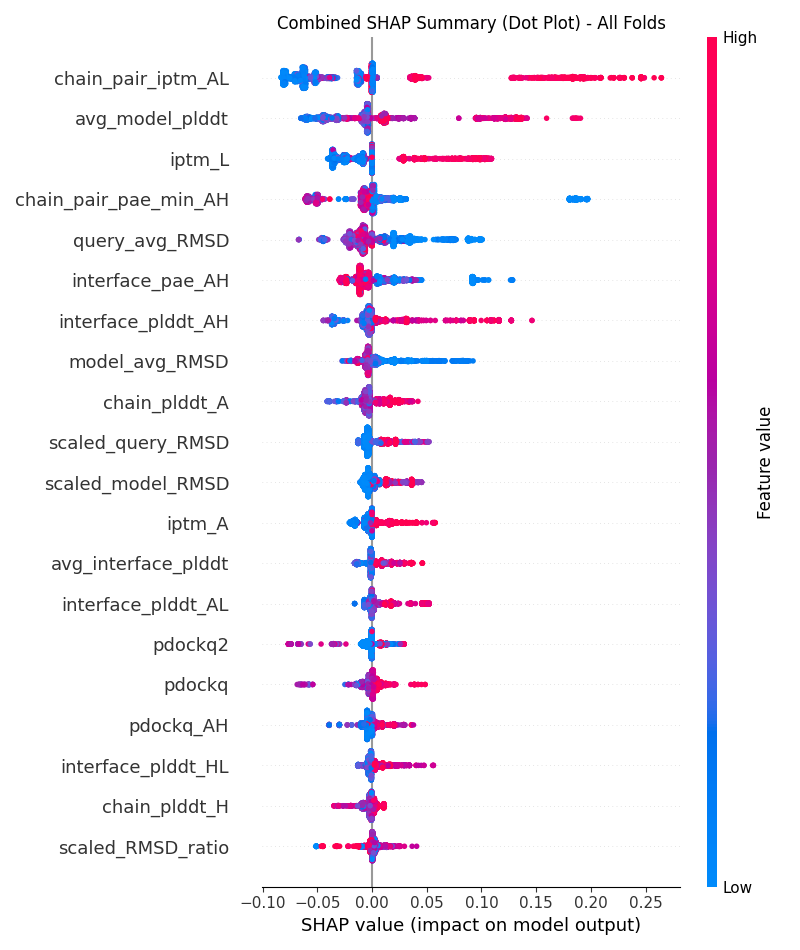 Combined SHAP Summary (Dot Plot) - All Folds
High
chain_pair_iptm_AL
avg_model_plddt
iptm_L
chain_pair_pae_min_AH
query_avg_RMSD
interface_pae_AH
interface_plddt_AH
model_avg_RMSD
chain_plddt_A
scaled_query_RMSD
scaled_model_RMSD
iptm_A
avg_interface_plddt
interface_plddt_AL
pdockq2
pdockq
pdockq_AH
interface_plddt_HL
chain_plddt_H
scaled_RMSD_ratio
Feature value
Low
−0.10 −0.05 0.00 0.05 0.10 0.15 0.20 0.25
SHAP value (impact on model output)